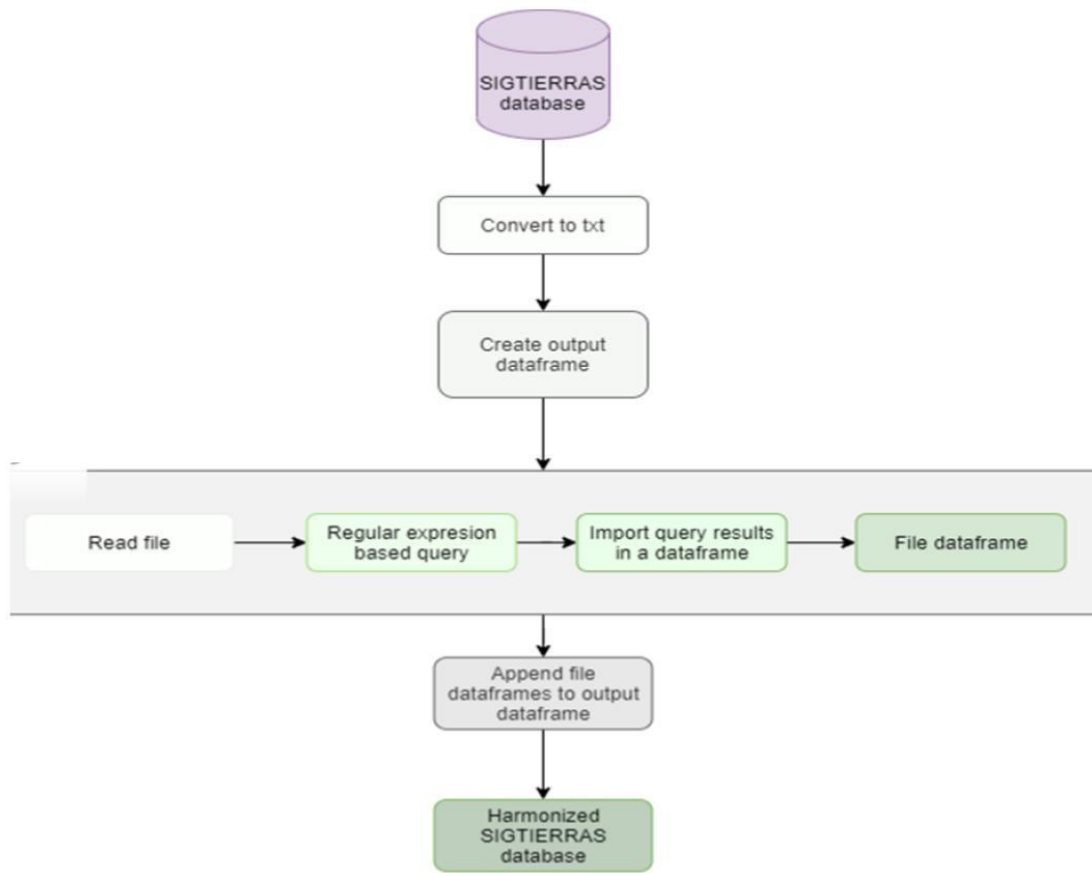 SIGTIERRAS
database
Convert to txt
Create output
dataframe
Read file
Regular expresion
based query
Import query results
in a dataframe
File dataframe
Append file
dataframes to output
dataframe
Harmonized
SIGTIERRAS
database